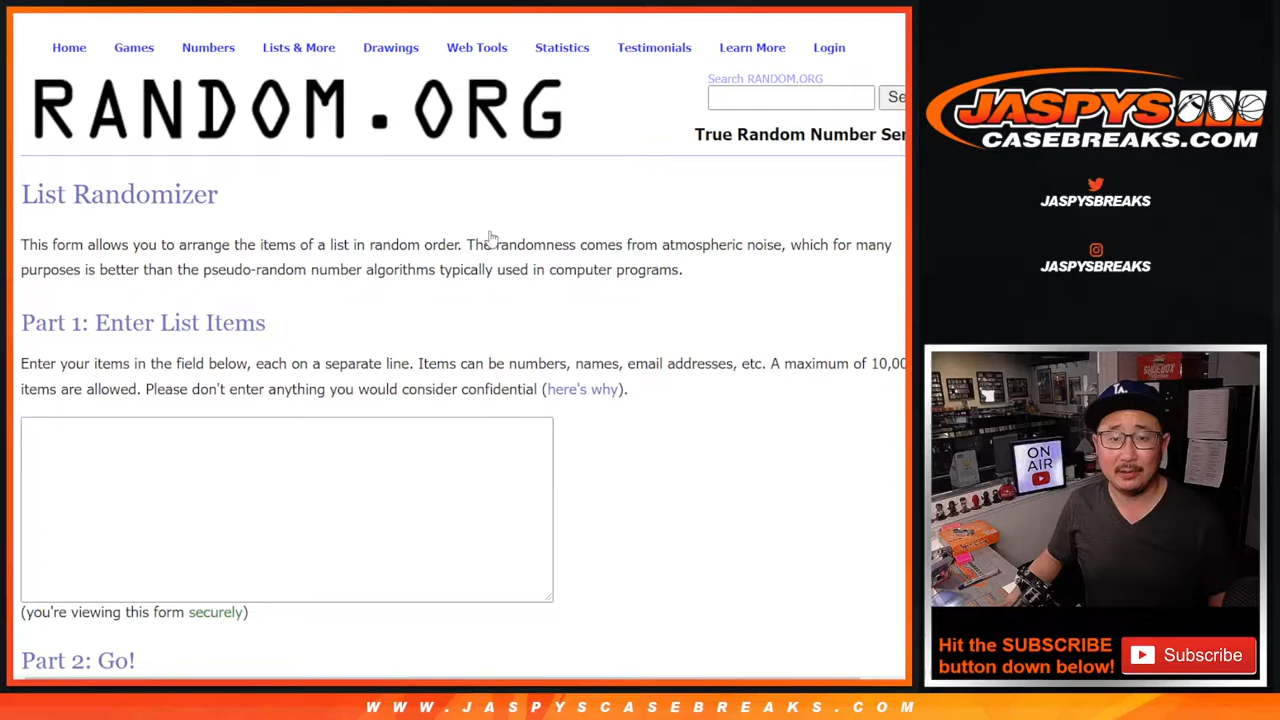 Home Games Numbers Lists & More Drawings Web Tools Statistics Testimonials Learn More Login
RANDOM.ORG
Search RANDOM.ORG
Se
True Random Number Ser
List Randomizer
This form allows you to arrange the items of a list in random order. The randomness comes from atmospheric noise, which for many
purposes is better than the pseudo-random number algorithms typically used in computer programs.
Part 1: Enter List Items
Enter your items in the field below, each on a separate line. Items can be numbers, names, email addresses, etc. A maximum of 10,00
items are allowed. Please don't enter anything you would consider confidential (here's why).
(you're viewing this form securely)
Part 2: Go!
JASPYS
CASEBREAKS.COM
JASPYSBREAKS
JASPYSBREAKS
SHOEBOX
ON
AIR
Hit the SUBSCRIBE
button down below!
Subscribe
WWW.JASPYSCASEBREAKS.COM